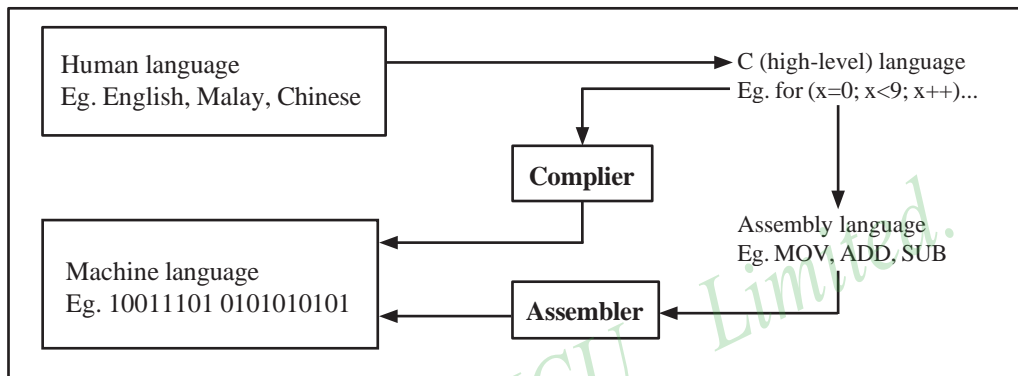 Human language
Eg. English, Malay, Chinese
C (high-level) language
Eg. for (x=0; x<9; x++)...
Complier
Assembly language
Eg. MOV, ADD, SUB
Machine language
Eg. 10011101 0101010101
Assembler
Limited.